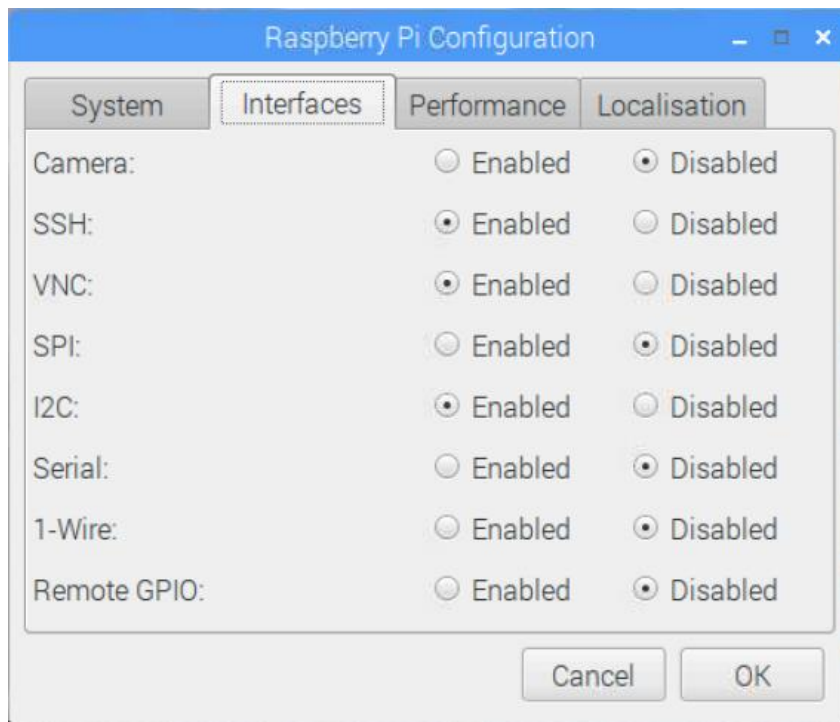 Raspberry Pi Configuration
System Interfaces Performance Localisation
Camera: Enabled Disabled
SSH: Enabled Disabled
VNC: Enabled Disabled
SPI: Enabled Disabled
I2C: Enabled Disabled
Serial: Enabled Disabled
1-Wire: Enabled Disabled
Remote GPIO: Enabled Disabled
Cancel OK